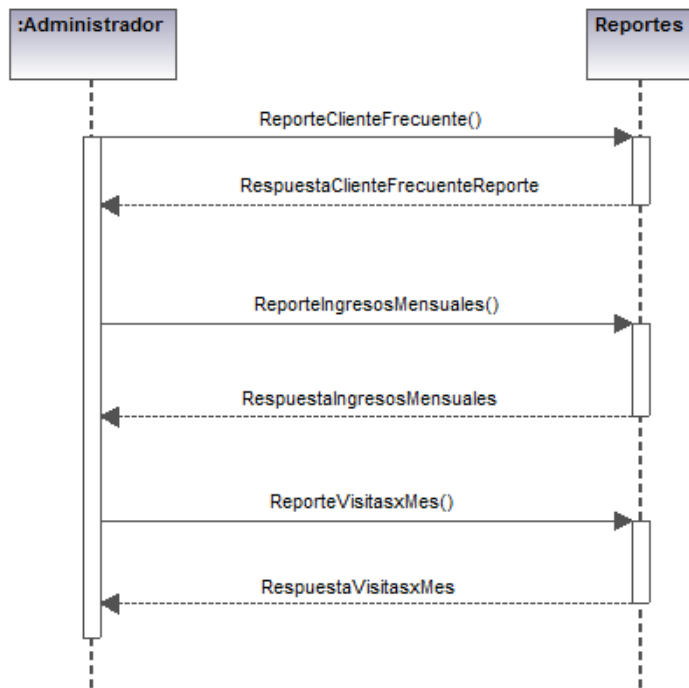 :Administrador
Reportes
ReporteClienteFrecuente()
RespuestaClienteFrecuenteReporte
ReporteIngresosMensuales()
RespuestaIngresosMensuales
ReporteVisitasxMes()
RespuestaVisitasxMes